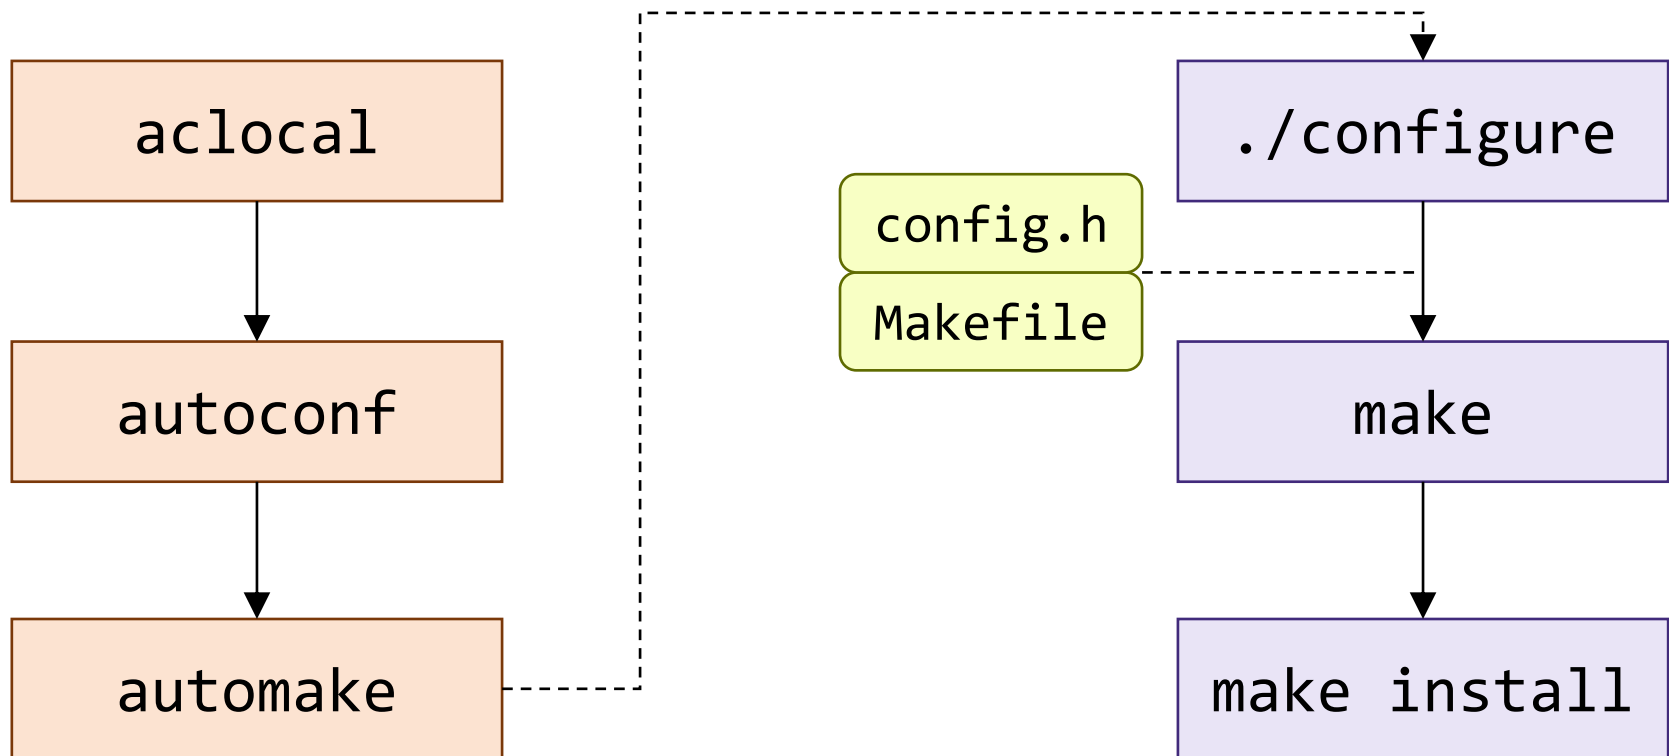 aclocal
autoconf
automake
./configure
config.h
Makefile
make
make install